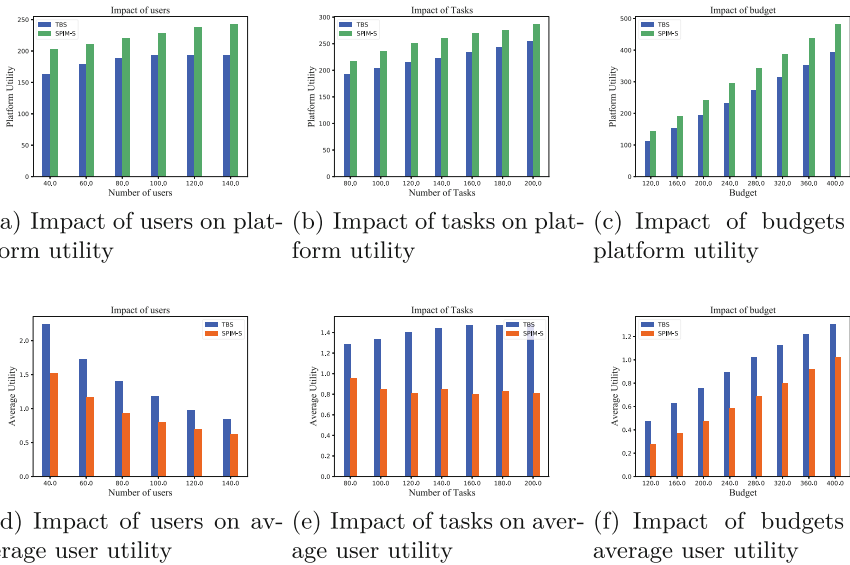 Impact of users
TBS
SPIM-S
Platform Utility
250
200
150
100
50
0
40.0 60.0 80.0 100.0 120.0 140.0
Number of users
Impact of Tasks
TBS
SPIM-S
Platform Utility
300
250
200
150
100
50
0
80.0 100.0 120.0 140.0 160.0 180.0 200.0
Number of Tasks
Impact of budget
TBS
SPIM-S
Platform Utility
500
400
300
200
100
0
120.0 160.0 200.0 240.0 280.0 320.0 360.0 400.0
Budget
a) Impact of users on plat-
orm utility
(b) Impact of tasks on plat-
form utility
(c) Impact of budgets
platform utility
Impact of users
TBS
SPIM-S
Average Utility
2.0
1.5
1.0
0.5
0.0
40.0 60.0 80.0 100.0 120.0 140.0
Number of users
Impact of Tasks
TBS
SPIM-S
Average Utility
1.4
1.2
1.0
0.8
0.6
0.4
0.2
0.0
80.0 100.0 120.0 140.0 160.0 180.0 200.0
Number of Tasks
Impact of budget
TBS
SPIM-S
Average Utility
1.2
1.0
0.8
0.6
0.4
0.2
0.0
120.0 160.0 200.0 240.0 280.0 320.0 360.0 400.0
Budget
d) Impact of users on av-
erage user utility
(e) Impact of tasks on aver-
age user utility
(f) Impact of budgets
average user utility